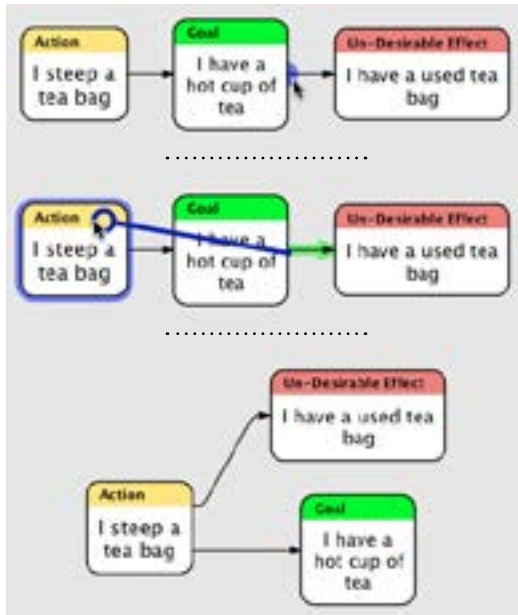 Action
I steep a
tea bag
Goal
I have a
hot cup of
tea
Un-Desirable Effect
I have a used tea
bag
Action
I steep a
tea bag
Goal
I have a
hot cup of
tea
Un-Desirable Effect
I have a used tea
bag
Un-Desirable Effect
I have a used tea
bag
Action
I steep a
tea bag
Goal
I have a
hot cup of
tea